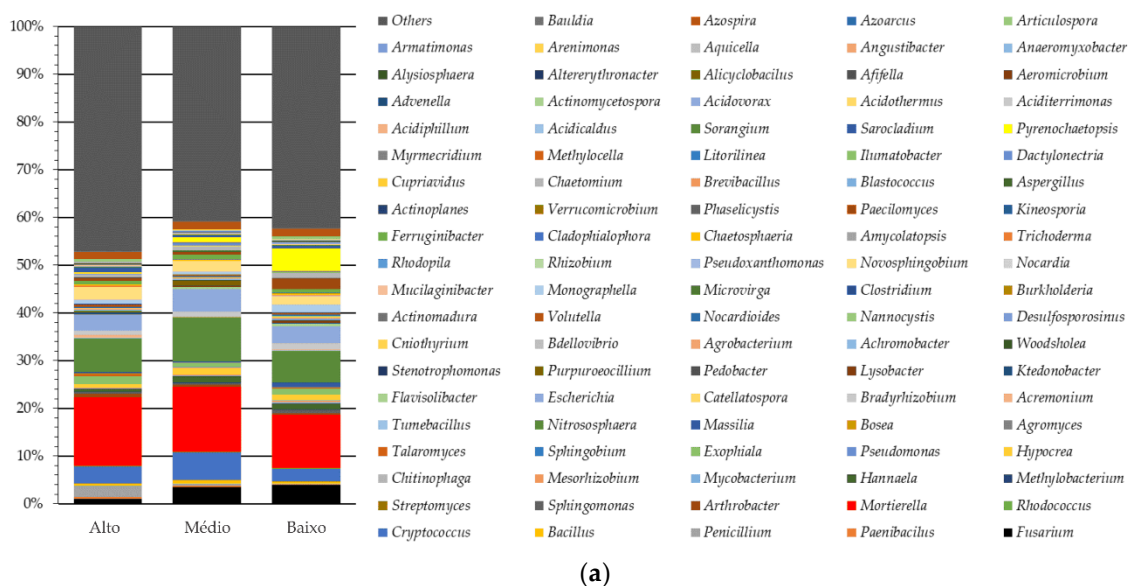 100%
90%
80%
70%
60%
50%
40%
30%
20%
10%
0%
Alto Médio Baixo
Others Bauldia Azospira Azoarcus Articulospora
Armatimonas Arenimonas Aquicella Angustibacter Anaeromyxobacter
Alysiosphaera Altererythronacter Alicyclobacilus Afifella Aeromicrobium
Advenella Actinomycetospora Acidovorax Acidothermus Aciditerrimonas
Acidiphillum Acidicaldus Sorangium Sarocladium Pyrenochaetopsis
Myrmecridium Methylocella Litorilinea Ilumatobacter Dactylonectria
Cupriavidus Chaetomium Brevibacillus Blastococcus Aspergillus
Actinoplanes Verrucomicrobium Phaselicystis Paecilomyces Kineosporia
Ferruginibacter Cladophialophora Chaetosphaeria Amycolatopsis Trichoderma
Rhodopila Rhizobium Pseudoxanthomonas Novosphingobium Nocardia
Mucilaginibacter Monographella Microvirga Clostridium Burkholderia
Actinomadura Volutella Nocardioides Nannocystis Desulfosporosinus
Cniothyrium Bdellovibrio Agrobacterium Achromobacter Woodsholea
Stenotrophomonas Purpuroeocillium Pedobacter Lysobacter Ktedonobacter
Flavisolibacter Escherichia Catellatospora Bradyrhizobium Acremonium
Tumebacillus Nitrososphaera Massilia Bosea Agromyces
Talaromyces Sphingobium Exophiala Pseudomonas Hypocrea
Chitinophaga Mesorhizobium Mycobacterium Hannaela Methylobacterium
Streptomyces Sphingomonas Arthrobacter Mortierella Rhodococcus
Cryptococcus Bacillus Penicillium Paenibacilus Fusarium
(a)